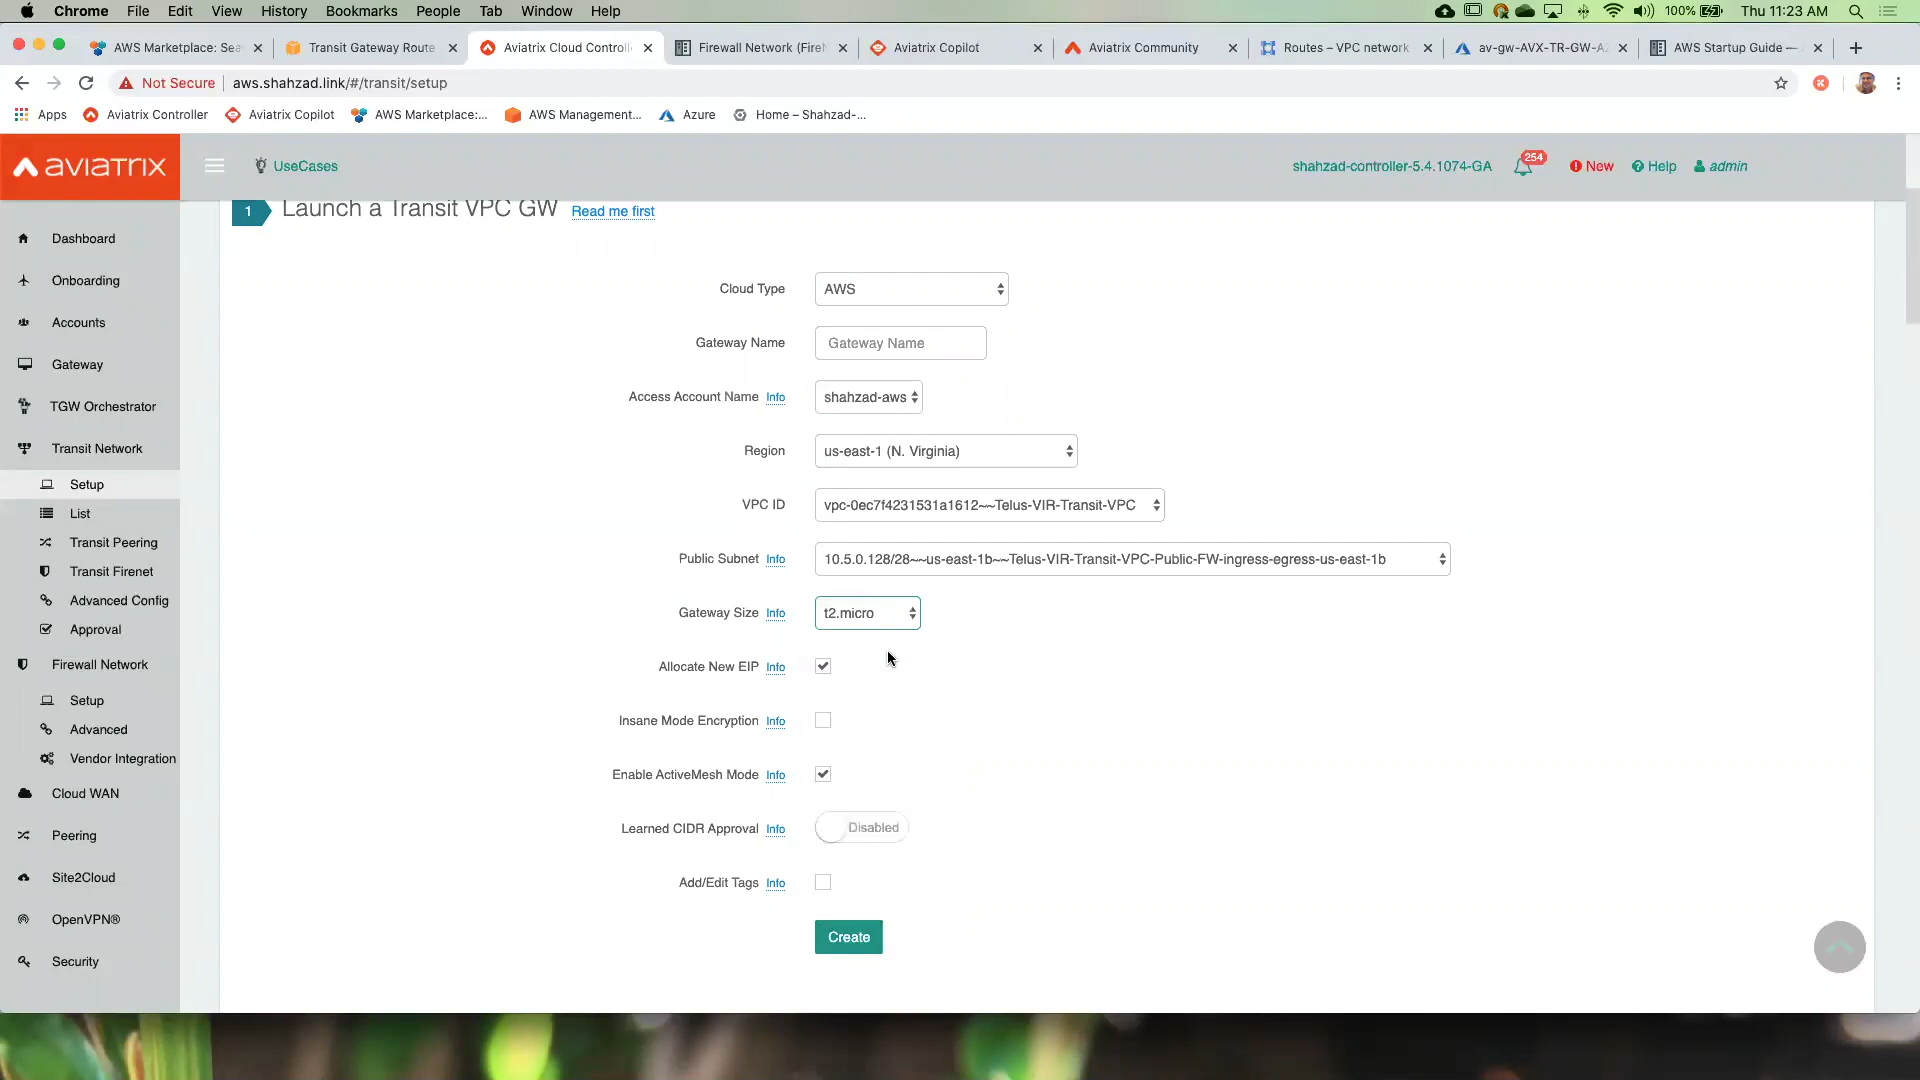 Chrome File Edit View History Bookmarks People Tab Window Help 100% Thu 11:23 AM
AWS Marketplace: Sea Transit Gateway Route Aviatrix Cloud Controll Firewall Network (FireN Aviatrix Copilot Aviatrix Community Routes – VPC network av-gw-AVX-TR-GW-A AWS Startup Guide —
Not Secure aws.shahzad.link/#/transit/setup
Apps Aviatrix Controller Aviatrix Copilot AWS Marketplace:... AWS Management... Azure Home – Shahzad-...
aviatrix UseCases shahzad-controller-5.4.1074-GA 254 New Help admin
1 Launch a Transit VPC GW Read me first
Dashboard
Onboarding
Accounts
Gateway
TGW Orchestrator
Transit Network
Setup
List
Transit Peering
Transit Firenet
Advanced Config
Approval
Firewall Network
Setup
Advanced
Vendor Integration
Cloud WAN
Peering
Site2Cloud
OpenVPN®
Security
Cloud Type AWS
Gateway Name Gateway Name
Access Account Name Info shahzad-aws
Region us-east-1 (N. Virginia)
VPC ID vpc-0ec7f4231531a1612~~Telus-VIR-Transit-VPC
Public Subnet Info 10.5.0.128/28~~us-east-1b~~Telus-VIR-Transit-VPC-Public-FW-ingress-egress-us-east-1b
Gateway Size Info t2.micro
Allocate New EIP Info
Insane Mode Encryption Info
Enable ActiveMesh Mode Info
Learned CIDR Approval Info Disabled
Add/Edit Tags Info
Create